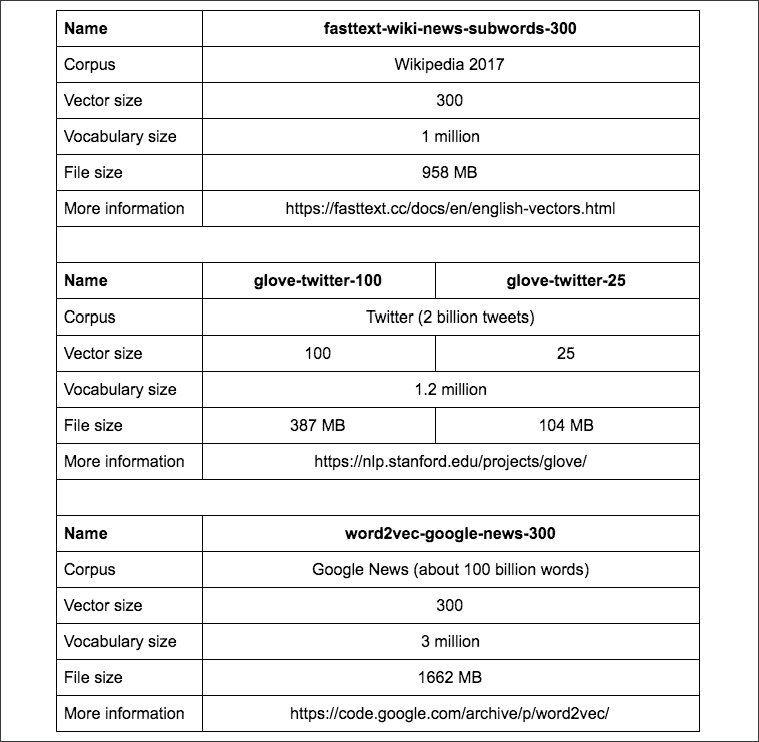 Name fasttext-wiki-news-subwords-300
Corpus Wikipedia 2017
Vector size 300
Vocabulary size 1 million
File size 958 MB
More information https://fasttext.cc/docs/en/english-vectors.html
Name glove-twitter-100 glove-twitter-25
Corpus Twitter (2 billion tweets)
Vector size 100 25
Vocabulary size 1.2 million
File size 387 MB 104 MB
More information https://nlp.stanford.edu/projects/glove/
Name word2vec-google-news-300
Corpus Google News (about 100 billion words)
Vector size 300
Vocabulary size 3 million
File size 1662 MB
More information https://code.google.com/archive/p/word2vec/